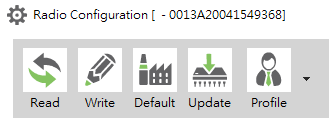 Radio Configuration [  - 0013A20041549368]
Read Write Default Update Profile